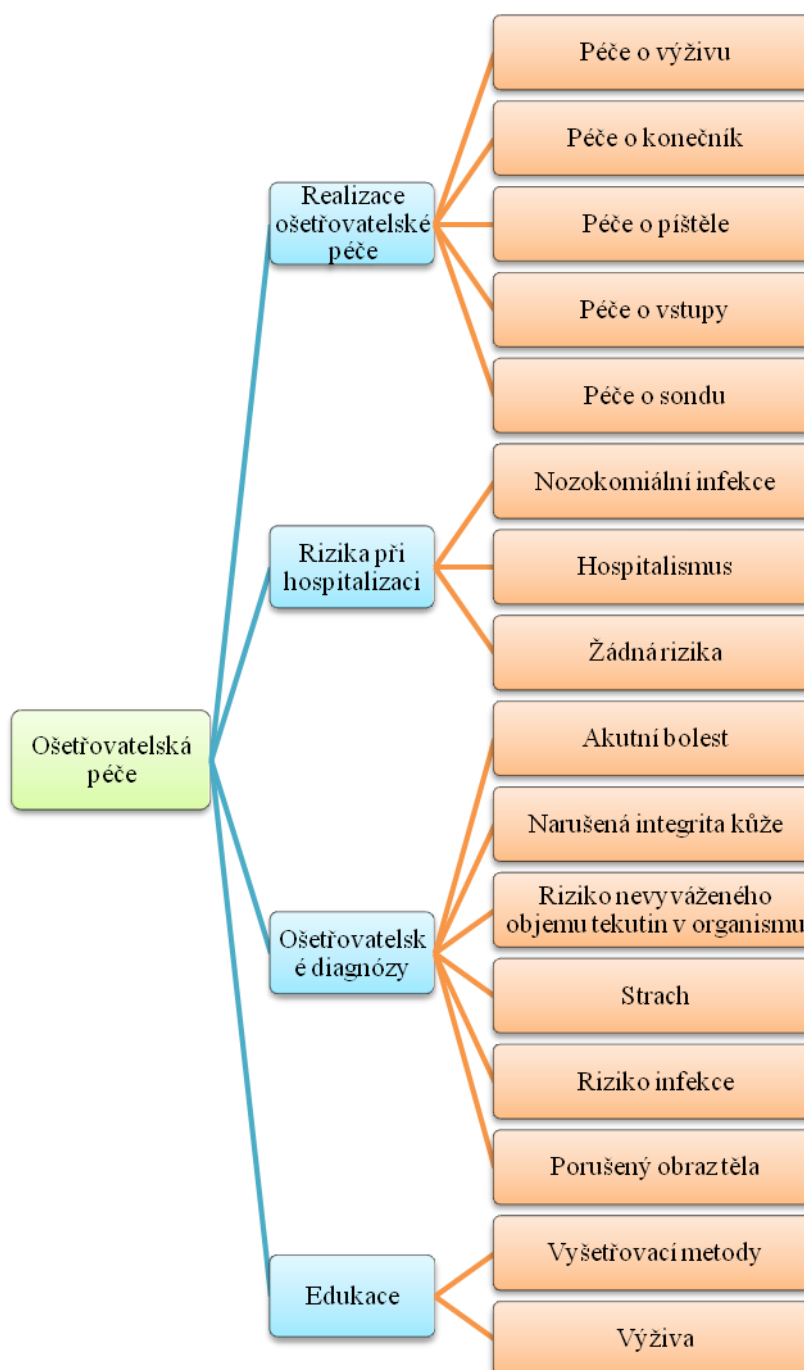 Ošetřovatelská
péče
Realizace
ošetřovatelské
péče
Péče o výživu
Péče o konečník
Péče o píštěle
Péče o vstupy
Péče o sondu
Rizika při
hospitalizaci
Nozokomiální infekce
Hospitalismus
Žádná rizika
Ošetřovatelsk
é diagnózy
Akutní bolest
Narušená integrita kůže
Riziko nevyváženého
objemu tekutin v organismu
Strach
Riziko infekce
Porušený obraz těla
Edukace
Vyšetřovací metody
Výživa